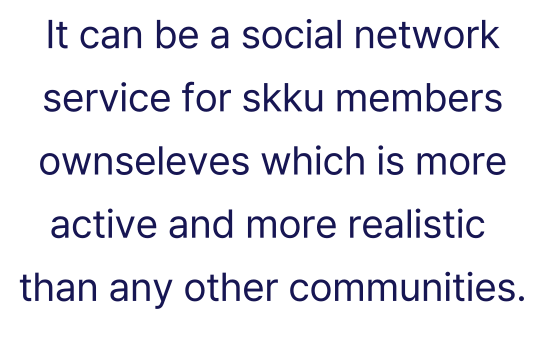 It can be a social network
service for skku members
ownseleves which is more
active and more realistic
than any other communities.